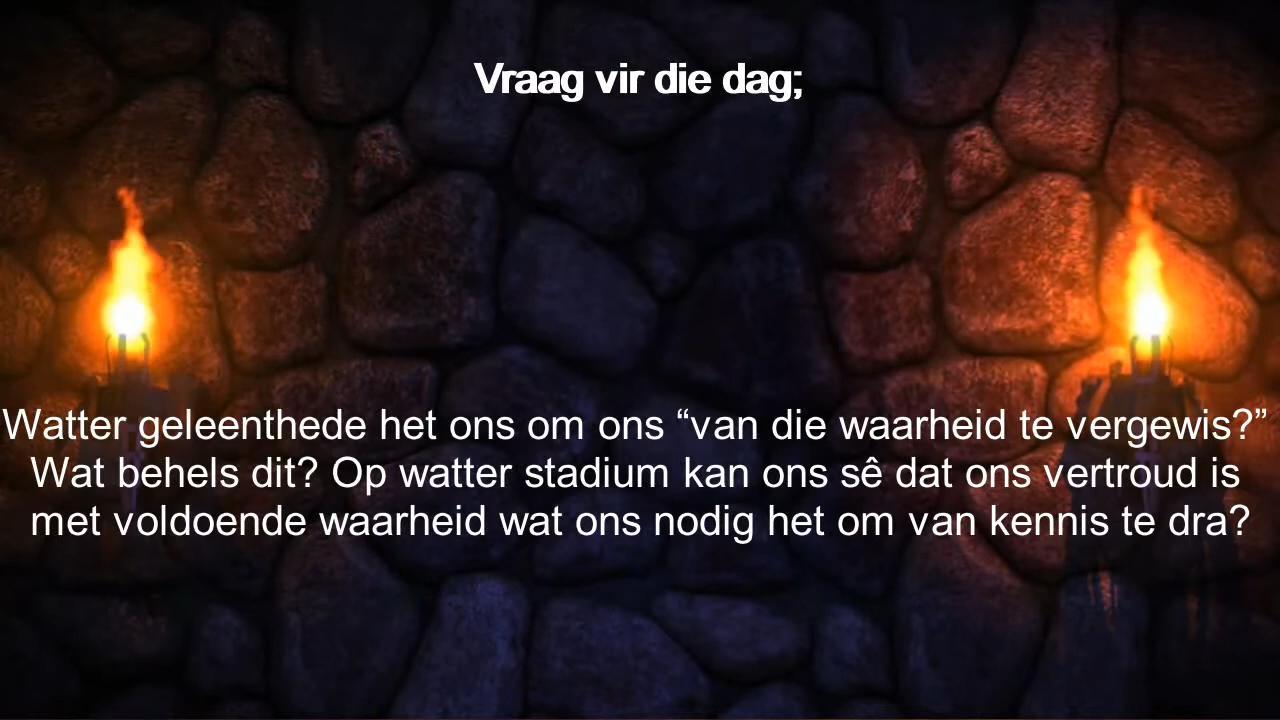 Vraag vir die dag;
Watter geleenthede het ons om ons “van die waarheid te vergewis?”
Wat behels dit? Op watter stadium kan ons sê dat ons vertroud is
met voldoende waarheid wat ons nodig het om van kennis te dra?